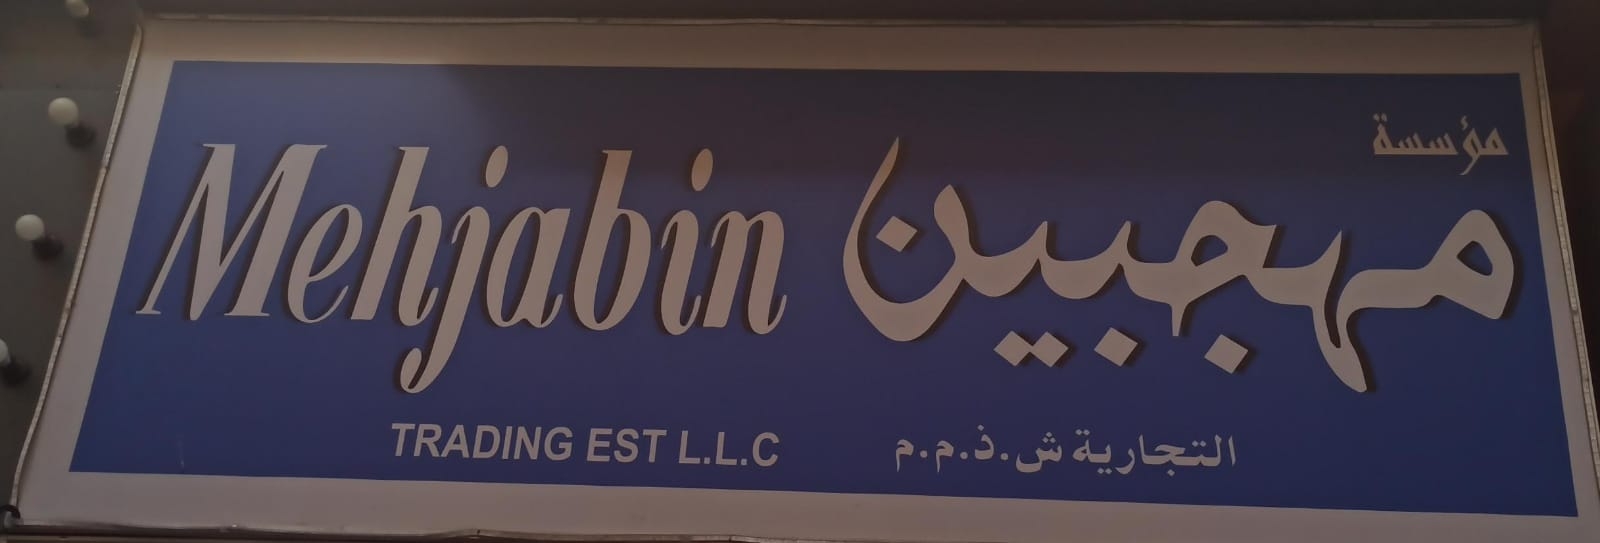 مؤسسة
Mehjabin مهجبين
TRADING EST L.L.C التجارية ش.ذ.م.م